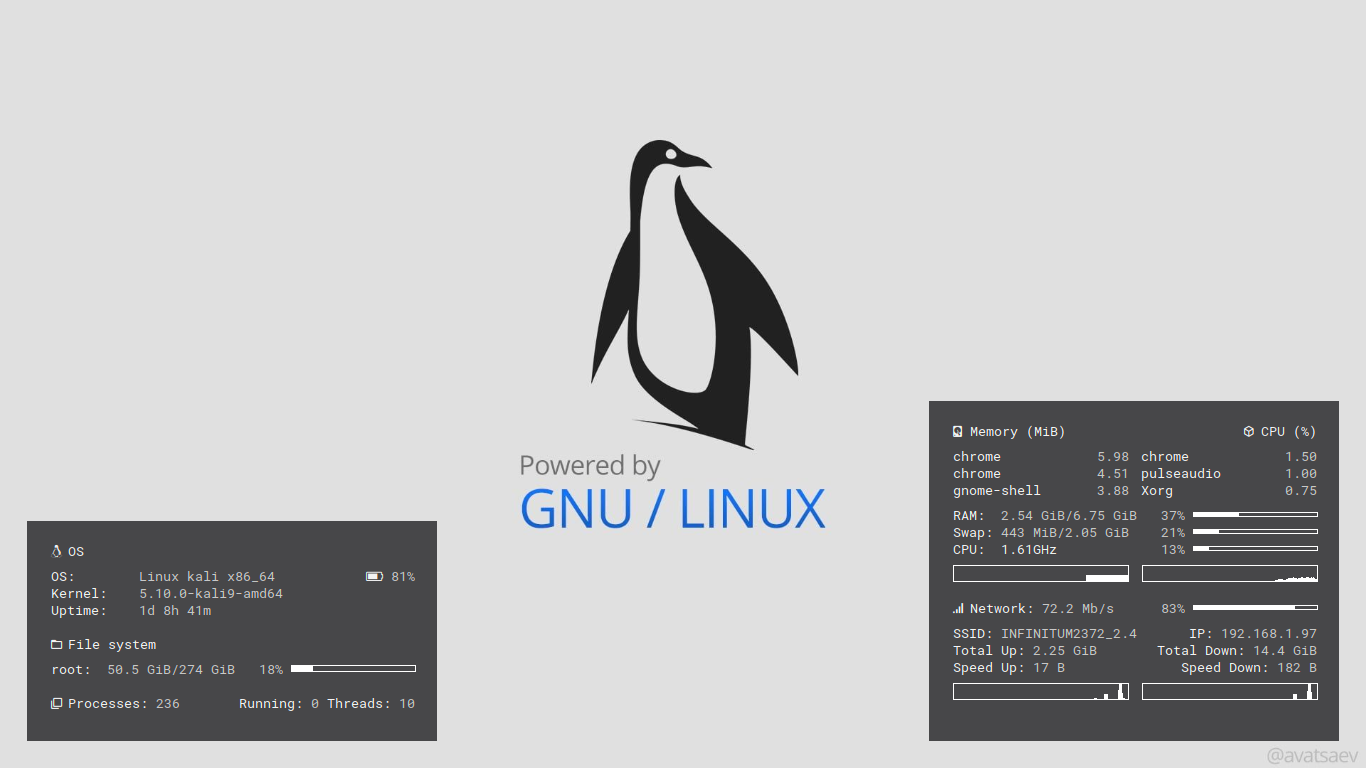 Powered by
GNU / LINUX
OS
OS: Linux kali x86_64 81%
Kernel: 5.10.0-kali9-amd64
Uptime: 1d 8h 41m
File system
root: 50.5 GiB/274 GiB 18%
Processes: 236 Running: 0 Threads: 10
Memory (MiB) CPU (%)
chrome 5.98 chrome 1.50
chrome 4.51 pulseaudio 1.00
gnome-shell 3.88 Xorg 0.75
RAM: 2.54 GiB/6.75 GiB 37%
Swap: 443 MiB/2.05 GiB 21%
CPU: 1.61GHz 13%
Network: 72.2 Mb/s 83%
SSID: INFINITUM2372_2.4 IP: 192.168.1.97
Total Up: 2.25 GiB Total Down: 14.4 GiB
Speed Up: 17 B Speed Down: 182 B
@avatsaev